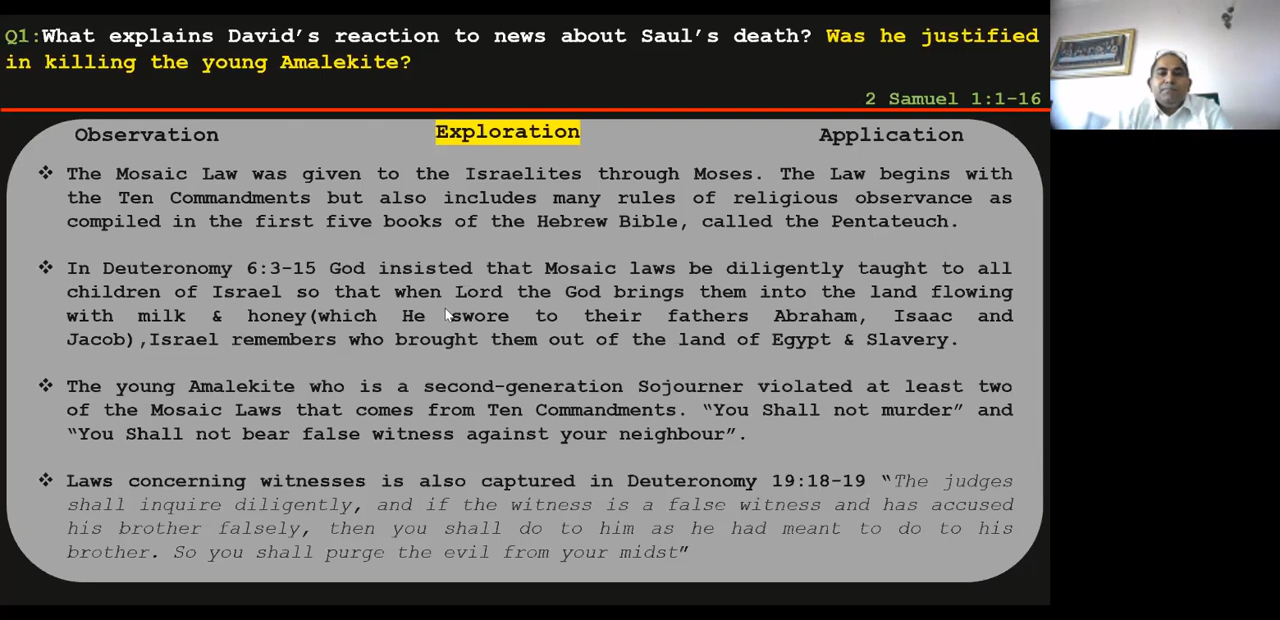 Q1:What explains David's reaction to news about Saul's death? Was he justified
in killing the young Amalekite?
2 Samuel 1:1-16
Observation Exploration Application
❖ The Mosaic Law was given to the Israelites through Moses. The Law begins with
the Ten Commandments but also includes many rules of religious observance as
compiled in the first five books of the Hebrew Bible, called the Pentateuch.
❖ In Deuteronomy 6:3-15 God insisted that Mosaic laws be diligently taught to all
children of Israel so that when Lord the God brings them into the land flowing
with milk & honey(which He swore to their fathers Abraham, Isaac and
Jacob),Israel remembers who brought them out of the land of Egypt & Slavery.
❖ The young Amalekite who is a second-generation Sojourner violated at least two
of the Mosaic Laws that comes from Ten Commandments. “You Shall not murder” and
“You Shall not bear false witness against your neighbour”.
❖ Laws concerning witnesses is also captured in Deuteronomy 19:18-19 “The judges
shall inquire diligently, and if the witness is a false witness and has accused
his brother falsely, then you shall do to him as he had meant to do to his
brother. So you shall purge the evil from your midst”